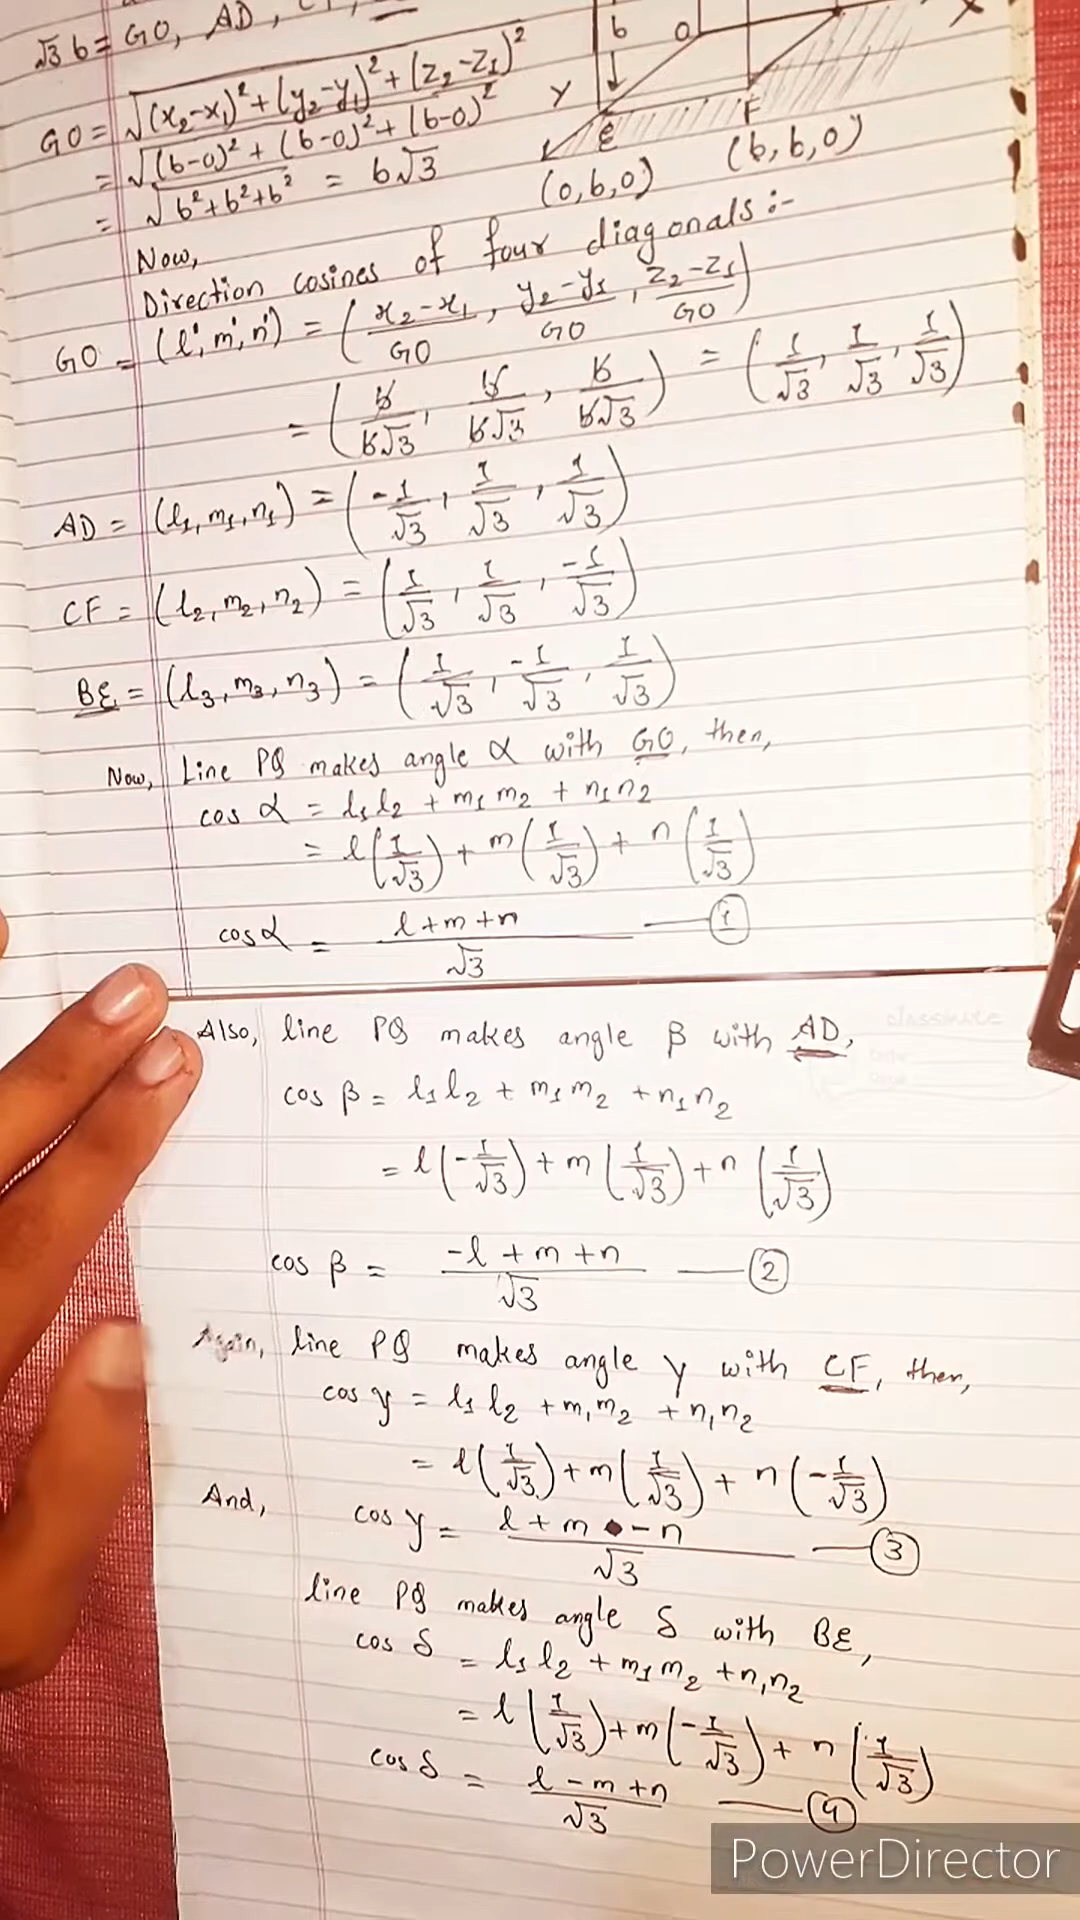 √3 b = GO, AD,
b
O
X
GO = √(x₂-x₁)² + (y₂-y₁)² + (z₂-z₁)²
Y
= √(b-0)² + (b-0)² + (b-0)²
E
F
= √b²+b²+b² = b√3
(0,b,0)
(b,b,0)
Now,
Direction cosines of four diagonals :-
GO = (l', m', n') = (x₂-x₁/GO, y₂-y₁/GO, z₂-z₁/GO)
= (b/b√3, b/b√3, b/b√3) = (1/√3, 1/√3, 1/√3)
AD = (l₁, m₁, n₁) = (-1/√3, 1/√3, 1/√3)
CF = (l₂, m₂, n₂) = (1/√3, 1/√3, -1/√3)
BE = (l₃, m₃, n₃) = (1/√3, -1/√3, 1/√3)
Now, Line PQ makes angle α with GO, then,
cos α = l₁l₂ + m₁m₂ + n₁n₂
= l(1/√3) + m(1/√3) + n(1/√3)
cosα = l+m+n/√3 —— ①
classmate
Also, line PQ makes angle β with AD,
cos β = l₁l₂ + m₁m₂ + n₁n₂
= l(-1/√3) + m(1/√3) + n(1/√3)
cos β = -l+m+n/√3 —— ②
Again, line PQ makes angle γ with CF, then,
cos γ = l₁l₂ + m₁m₂ + n₁n₂
= l(1/√3) + m(1/√3) + n(-1/√3)
And,
cos γ = l+m-n/√3 —— ③
line PQ makes angle δ with BE,
cos δ = l₁l₂ + m₁m₂ + n₁n₂
= l(1/√3) + m(-1/√3) + n(1/√3)
cos δ = l-m+n/√3 —— ④
PowerDirector